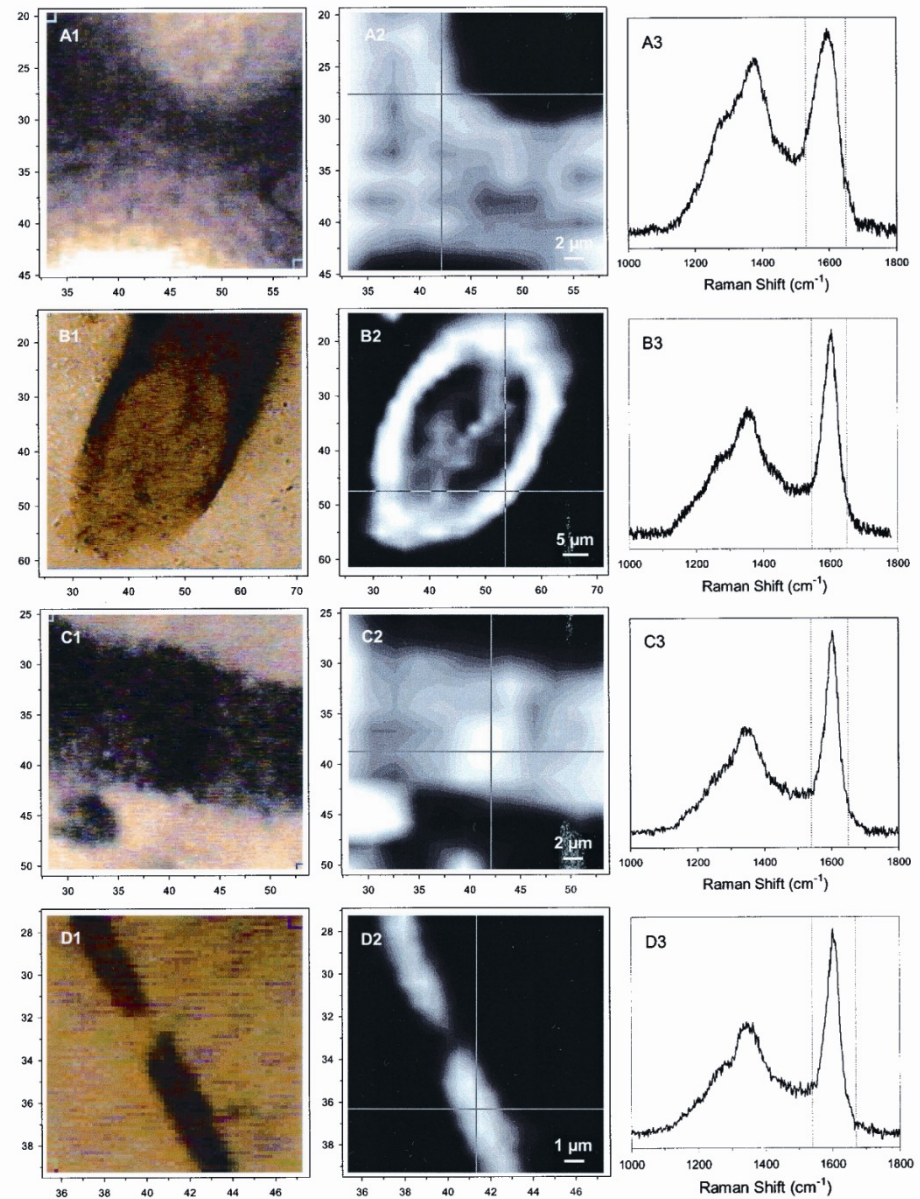 A1
20
25
30
35
40
45
35 40 45 50 55
A2
20
25
30
35
40
45
35 40 45 50 55
2 µm
A3
1000 1200 1400 1600 1800
Raman Shift (cm-1)
B1
20
30
40
50
60
30 40 50 60 70
B2
20
30
40
50
60
30 40 50 60 70
5 µm
B3
1000 1200 1400 1600 1800
Raman Shift (cm-1)
C1
25
30
35
40
45
50
30 35 40 45 50
C2
25
30
35
40
45
50
30 35 40 45 50
2 µm
C3
1000 1200 1400 1600 1800
Raman Shift (cm-1)
D1
28
30
32
34
36
38
36 38 40 42 44 46
D2
28
30
32
34
36
38
36 38 40 42 44 46
1 µm
D3
1000 1200 1400 1600 1800
Raman Shift (cm-1)